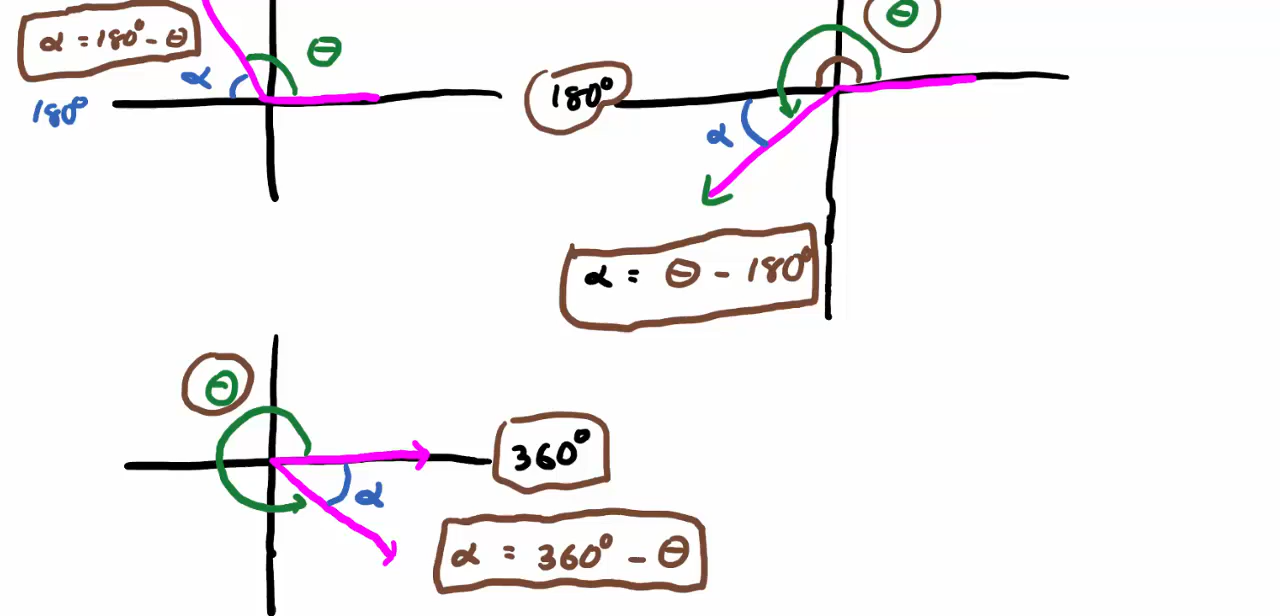 α = 180° - θ
θ
α
180°
θ
180°
α
α = θ - 180°
θ
360°
α
α = 360° - θ